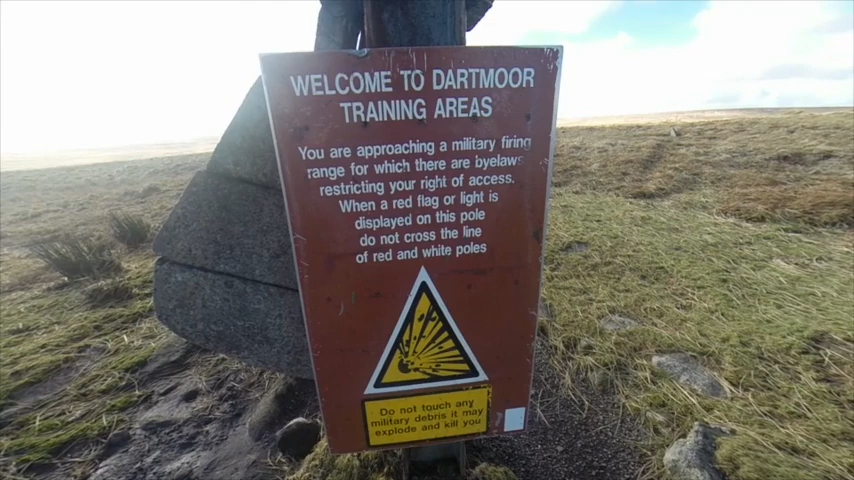 WELCOME TO DARTMOOR
TRAINING AREAS
You are approaching a military firing
range for which there are byelaws
restricting your right of access.
When a red flag or light is
displayed on this pole
do not cross the line
of red and white poles
Do not touch any
military debris it may
explode and kill you